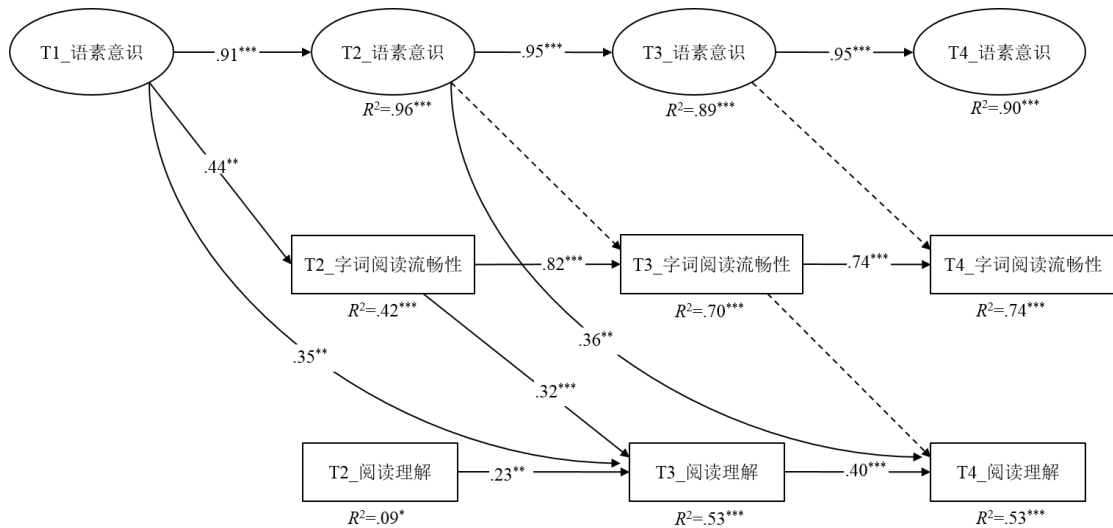 T1_语素意识
.91***
T2_语素意识
.95***
T3_语素意识
.95***
T4_语素意识
R²=.96***
R²=.89***
R²=.90***
.44**
T2_字词阅读流畅性
.82***
T3_字词阅读流畅性
.74***
T4_字词阅读流畅性
R²=.42***
R²=.70***
R²=.74***
.35**
.36**
.32***
T2_阅读理解
.23**
T3_阅读理解
.40***
T4_阅读理解
R²=.09*
R²=.53***
R²=.53***